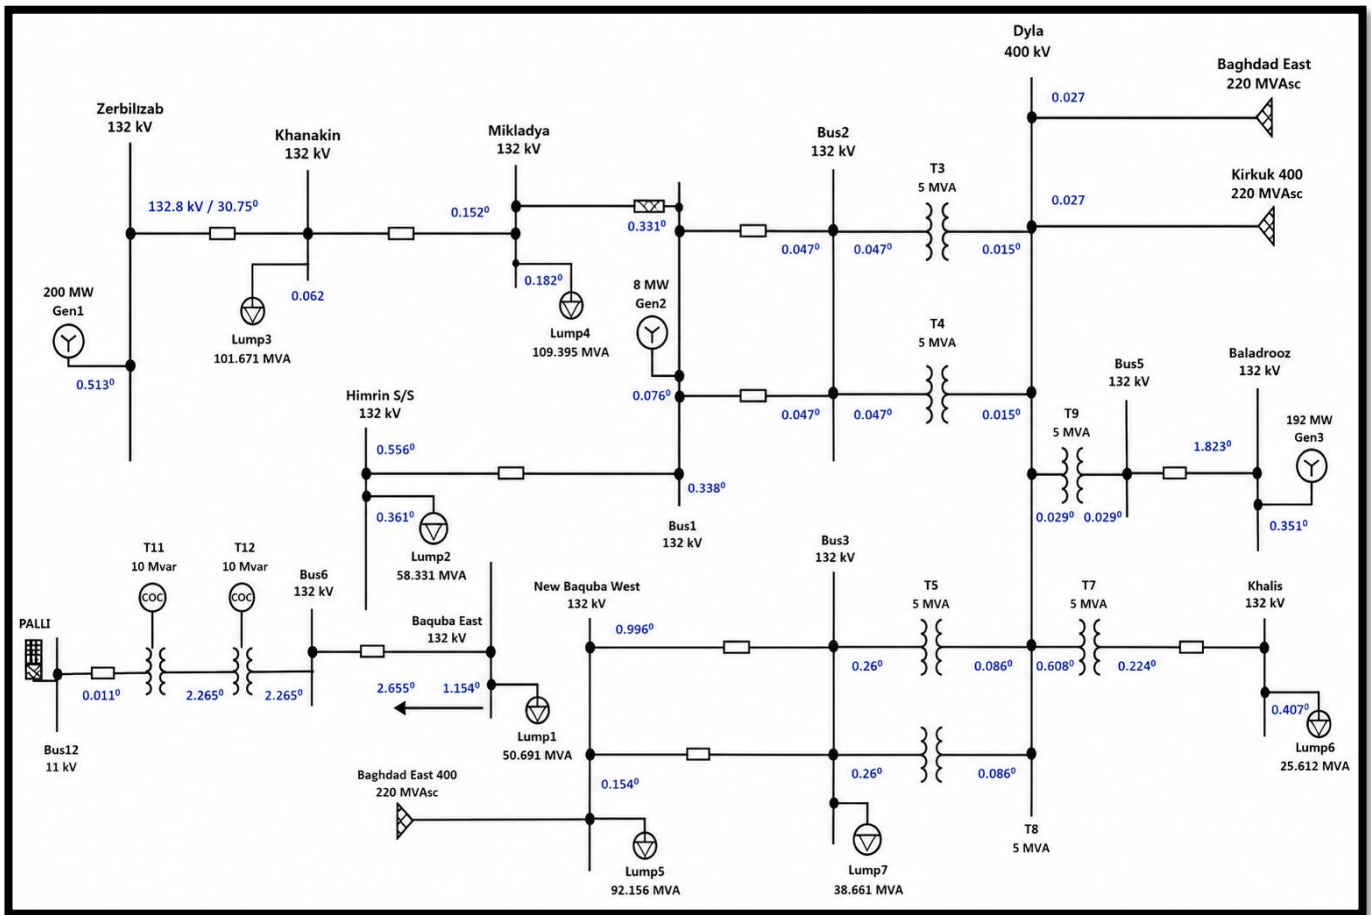 Dyla
400 kV
Baghdad East
220 MVAsc
0.027
Zerbilizab
132 kV
Khanakin
132 kV
Mikladya
132 kV
Bus2
132 kV
T3
5 MVA
Kirkuk 400
220 MVAsc
0.027
132.8 kV / 30.75⁰
0.152⁰
0.331⁰
0.047⁰
0.047⁰
0.015⁰
0.062
0.182⁰
200 MW
Gen1
8 MW
Gen2
Lump3
101.671 MVA
Lump4
109.395 MVA
T4
5 MVA
0.513⁰
0.076⁰
0.047⁰
0.047⁰
0.015⁰
Bus5
132 kV
Baladrooz
132 kV
Himrin S/S
132 kV
T9
5 MVA
192 MW
Gen3
0.556⁰
1.823⁰
0.338⁰
0.361⁰
0.029⁰
0.029⁰
0.351⁰
Lump2
58.331 MVA
Bus1
132 kV
Bus3
132 kV
T11
10 Mvar
T12
10 Mvar
COC
COC
Bus6
132 kV
New Baquba West
132 kV
T5
5 MVA
T7
5 MVA
Khalis
132 kV
PALLI
Baquba East
132 kV
0.996⁰
0.26⁰
0.086⁰
0.608⁰
0.224⁰
0.011⁰
2.265⁰
2.265⁰
2.655⁰
1.154⁰
0.407⁰
Bus12
11 kV
Lump1
50.691 MVA
Lump6
25.612 MVA
Baghdad East 400
220 MVAsc
0.154⁰
0.26⁰
0.086⁰
T8
5 MVA
Lump5
92.156 MVA
Lump7
38.661 MVA